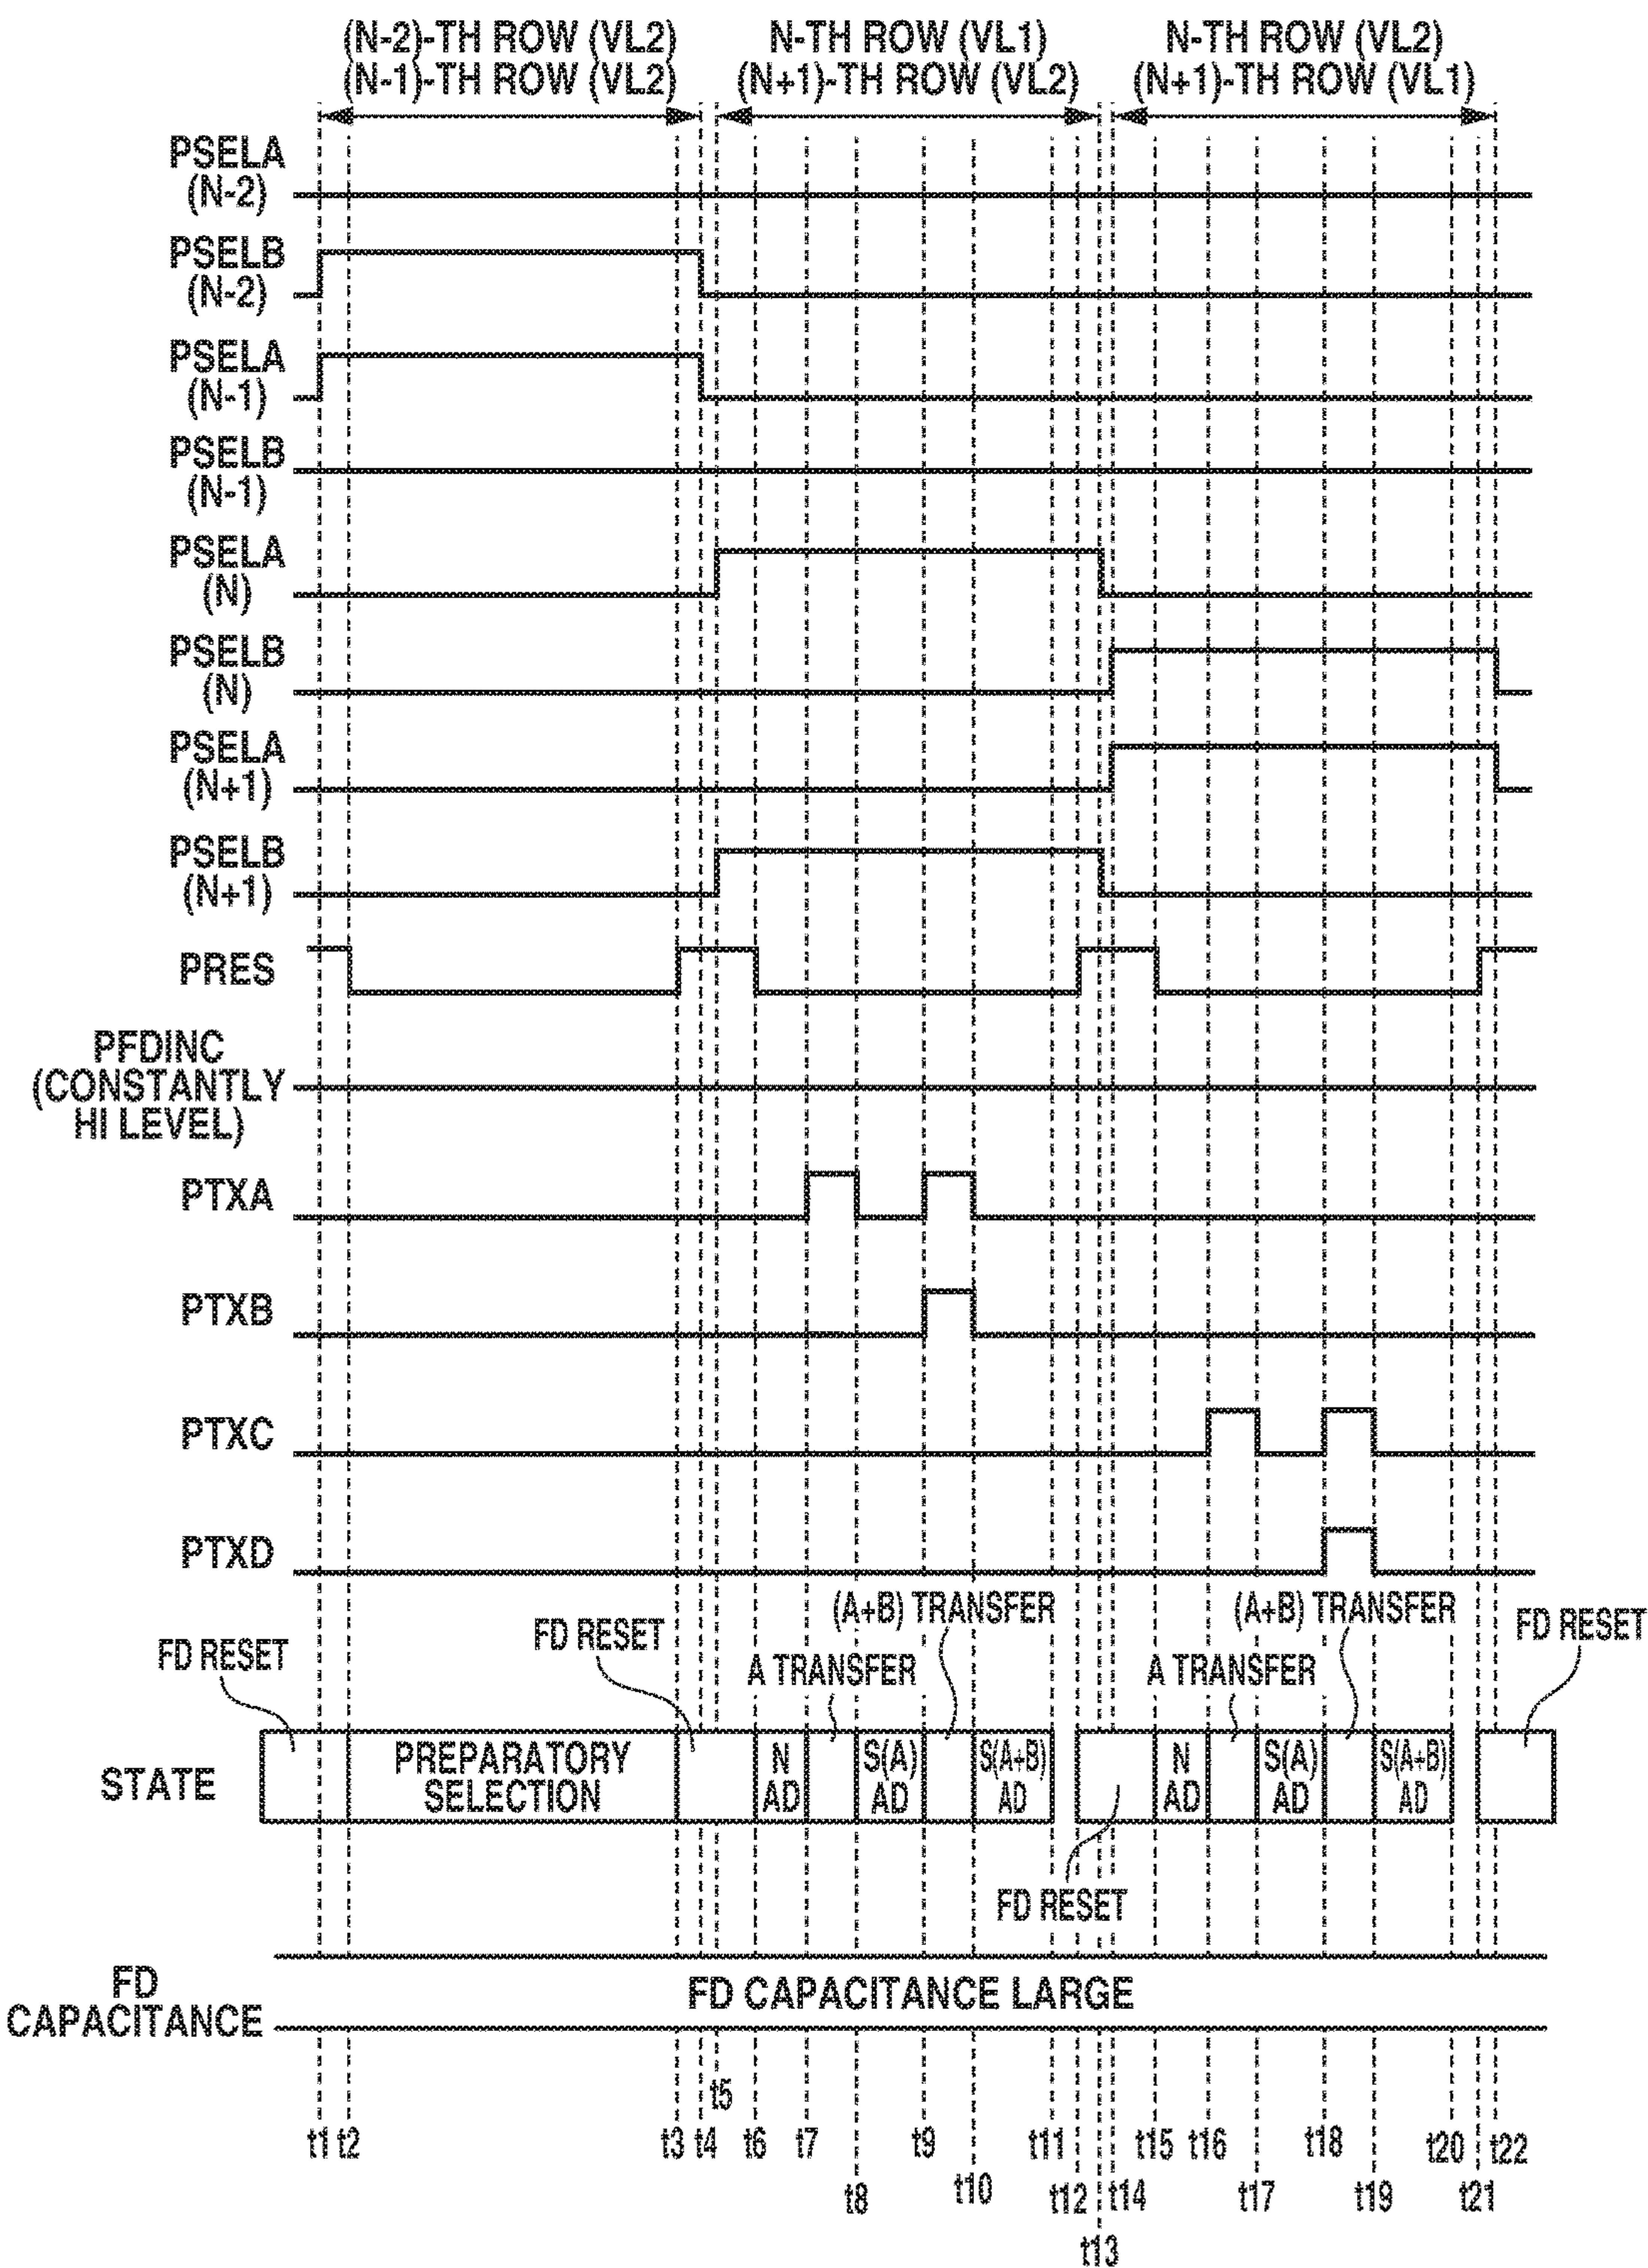 (N-2)-TH ROW (VL2)
(N-1)-TH ROW (VL2)
N-TH ROW (VL1)
(N+1)-TH ROW (VL2)
N-TH ROW (VL2)
(N+1)-TH ROW (VL1)
PSELA
(N-2)
PSELB
(N-2)
PSELA
(N-1)
PSELB
(N-1)
PSELA
(N)
PSELB
(N)
PSELA
(N+1)
PSELB
(N+1)
PRES
PFDINC
(CONSTANTLY
HI LEVEL)
PTXA
PTXB
PTXC
PTXD
(A+B) TRANSFER
(A+B) TRANSFER
FD RESET
FD RESET
FD RESET
A TRANSFER
A TRANSFER
STATE
PREPARATORY
SELECTION
N
AD
S(A)
AD
S(A+B)
AD
N
AD
S(A)
AD
S(A+B)
AD
FD RESET
FD
CAPACITANCE
FD CAPACITANCE LARGE
t1
t2
t3
t4
t5
t6
t7
t8
t9
t10
t11
t12
t13
t14
t15
t16
t17
t18
t19
t20
t21
t22